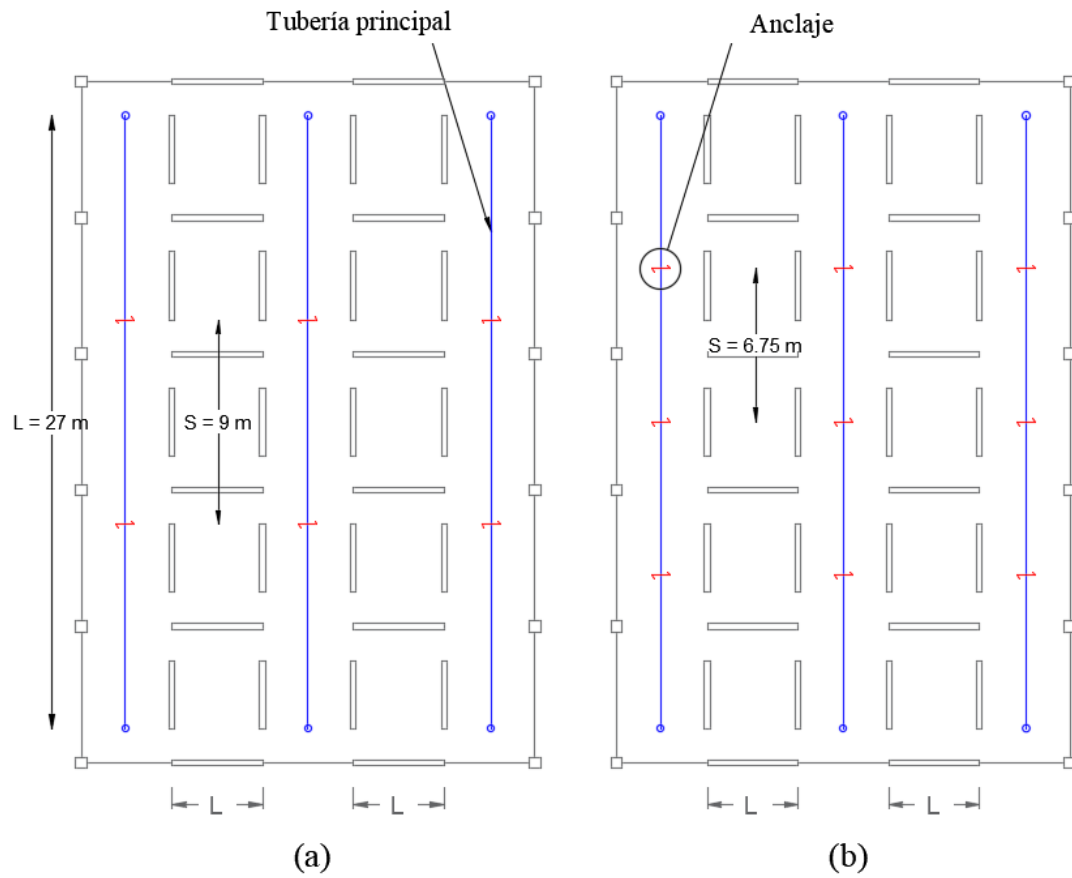 Tubería principal
Anclaje
L = 27 m
S = 9 m
S = 6.75 m
L
L
L
L
(a)
(b)